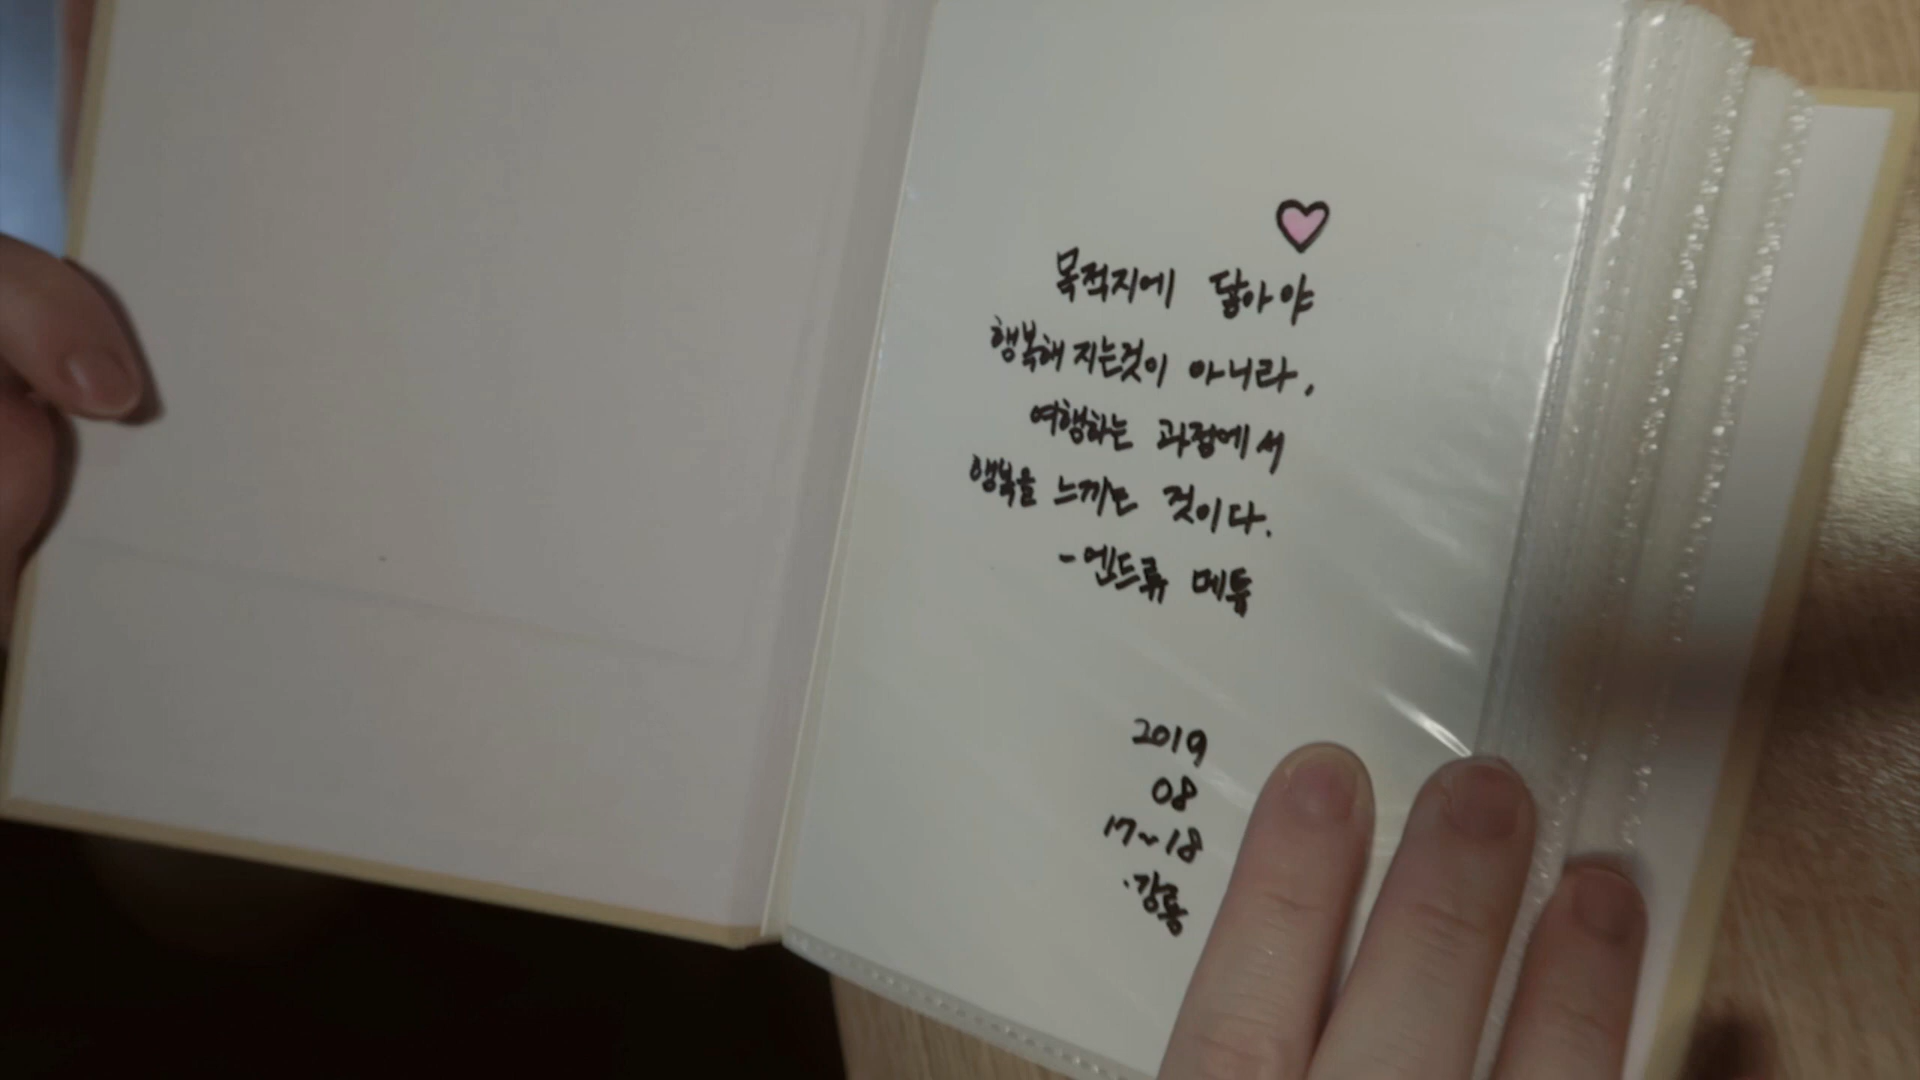 목적지에 닿아야
행복해 지는것이 아니라,
여행하는 과정에서
행복을 느끼는 것이다.
-앤드류 메튜
2019
08
17~18
·강릉